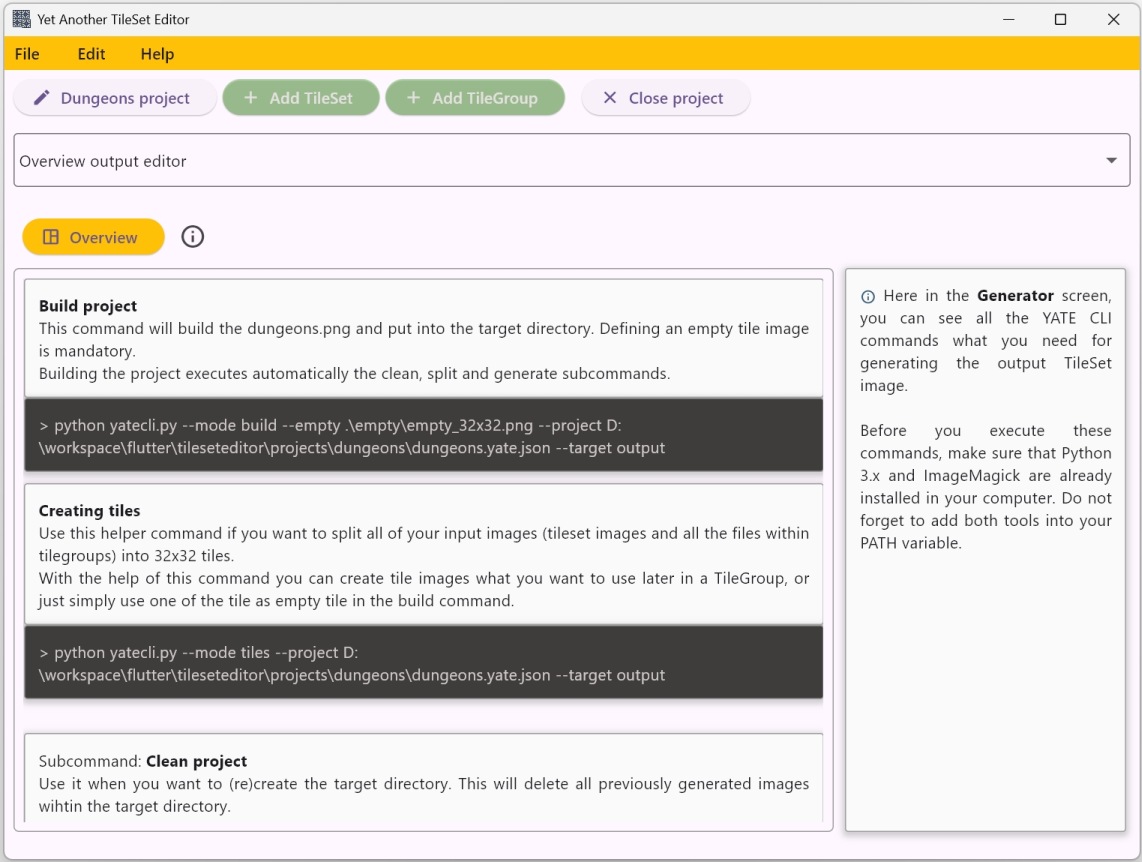 Yet Another TileSet Editor
File Edit Help
Dungeons project + Add TileSet + Add TileGroup × Close project
Overview output editor
Overview
Build project
This command will build the dungeons.png and put into the target directory. Defining an empty tile image
is mandatory.
Building the project executes automatically the clean, split and generate subcommands.
> python yatecli.py --mode build --empty .\empty\empty_32x32.png --project D:
\workspace\flutter\tileseteditor\projects\dungeons\dungeons.yate.json --target output
Creating tiles
Use this helper command if you want to split all of your input images (tileset images and all the files within
tilegroups) into 32x32 tiles.
With the help of this command you can create tile images what you want to use later in a TileGroup, or
just simply use one of the tile as empty tile in the build command.
> python yatecli.py --mode tiles --project D:
\workspace\flutter\tileseteditor\projects\dungeons\dungeons.yate.json --target output
Subcommand: Clean project
Use it when you want to (re)create the target directory. This will delete all previously generated images
wihtin the target directory.
Here in the Generator screen,
you can see all the YATE CLI
commands what you need for
generating the output TileSet
image.
Before you execute these
commands, make sure that Python
3.x and ImageMagick are already
installed in your computer. Do not
forget to add both tools into your
PATH variable.